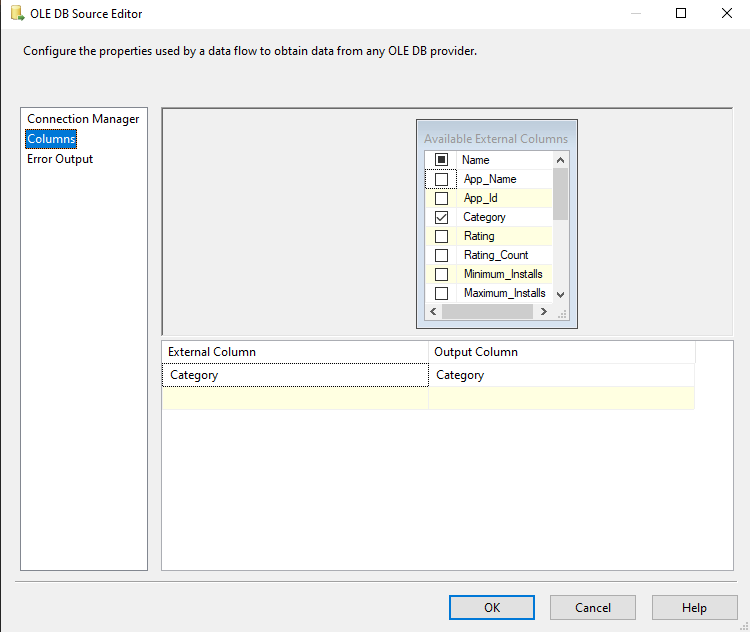 OLE DB Source Editor
Configure the properties used by a data flow to obtain data from any OLE DB provider.
Connection Manager
Columns
Error Output
Available External Columns
Name
App_Name
App_Id
Category
Rating
Rating_Count
Minimum_Installs
Maximum_Installs
External Column Output Column
Category Category
OK Cancel Help